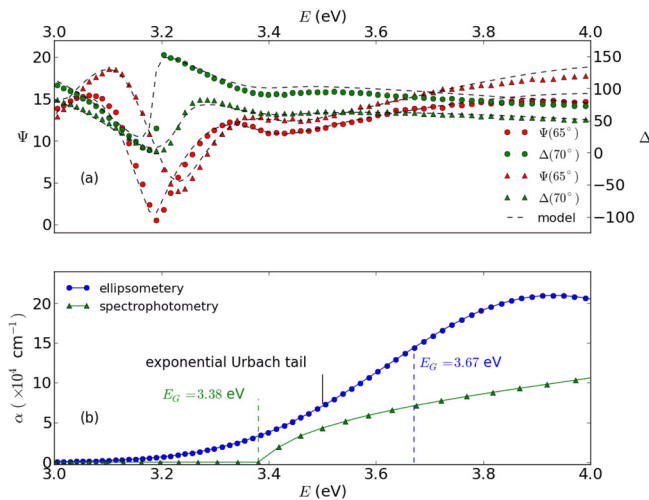 E (eV)
3.0 3.2 3.4 3.6 3.8 4.0
20 150
15 100
10 50
5 0
0 −50
−100
Ψ Δ
(a)
Ψ(65°)
Δ(70°)
Ψ(65°)
Δ(70°)
model
ellipsometery
spectrophotometry
20
15
10
5
0
α ( ×10⁴ cm⁻¹)
exponential Urbach tail
E_G =3.67 eV
E_G =3.38 eV
(b)
3.0 3.2 3.4 3.6 3.8 4.0
E (eV)